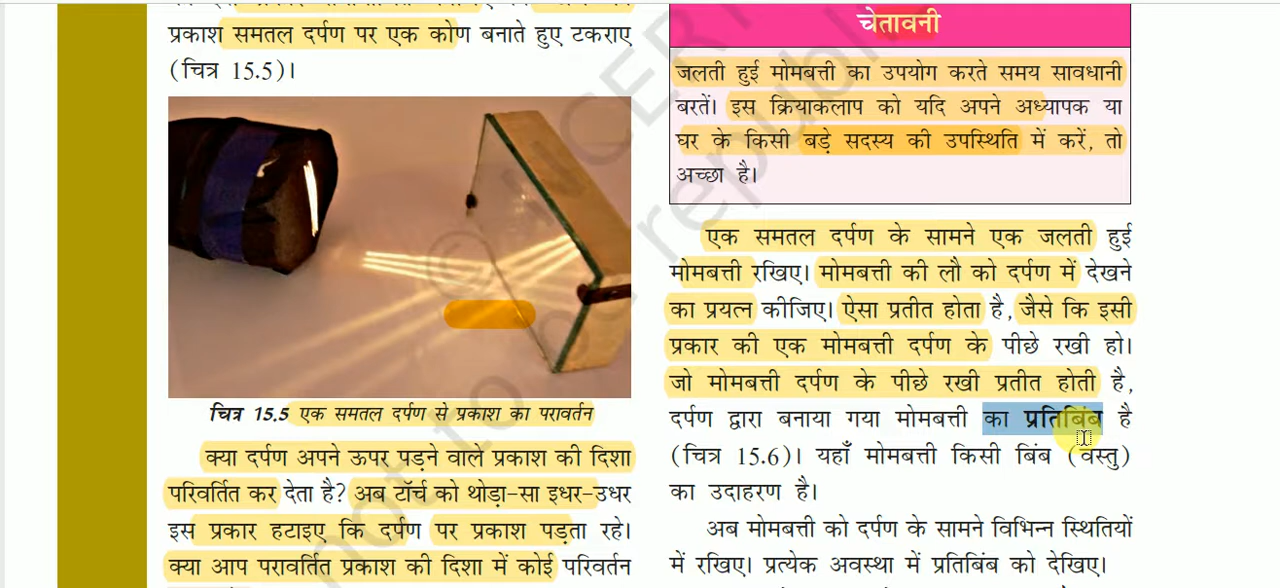 प्रकाश समतल दर्पण पर एक कोण बनाते हुए टकराए
(चित्र 15.5)।
चित्र 15.5 एक समतल दर्पण से प्रकाश का परावर्तन
क्या दर्पण अपने ऊपर पड़ने वाले प्रकाश की दिशा
परिवर्तित कर देता है? अब टॉर्च को थोड़ा-सा इधर-उधर
इस प्रकार हटाइए कि दर्पण पर प्रकाश पड़ता रहे।
क्या आप परावर्तित प्रकाश की दिशा में कोई परिवर्तन
चेतावनी
जलती हुई मोमबत्ती का उपयोग करते समय सावधानी
बरतें। इस क्रियाकलाप को यदि अपने अध्यापक या
घर के किसी बड़े सदस्य की उपस्थिति में करें, तो
अच्छा है।
एक समतल दर्पण के सामने एक जलती हुई
मोमबत्ती रखिए। मोमबत्ती की लौ को दर्पण में देखने
का प्रयत्न कीजिए। ऐसा प्रतीत होता है, जैसे कि इसी
प्रकार की एक मोमबत्ती दर्पण के पीछे रखी हो।
जो मोमबत्ती दर्पण के पीछे रखी प्रतीत होती है,
दर्पण द्वारा बनाया गया मोमबत्ती का प्रतिबिंब है
(चित्र 15.6)। यहाँ मोमबत्ती किसी बिंब (वस्तु)
का उदाहरण है।
अब मोमबत्ती को दर्पण के सामने विभिन्न स्थितियों
में रखिए। प्रत्येक अवस्था में प्रतिबिंब को देखिए।
© NCERT
not to be republi